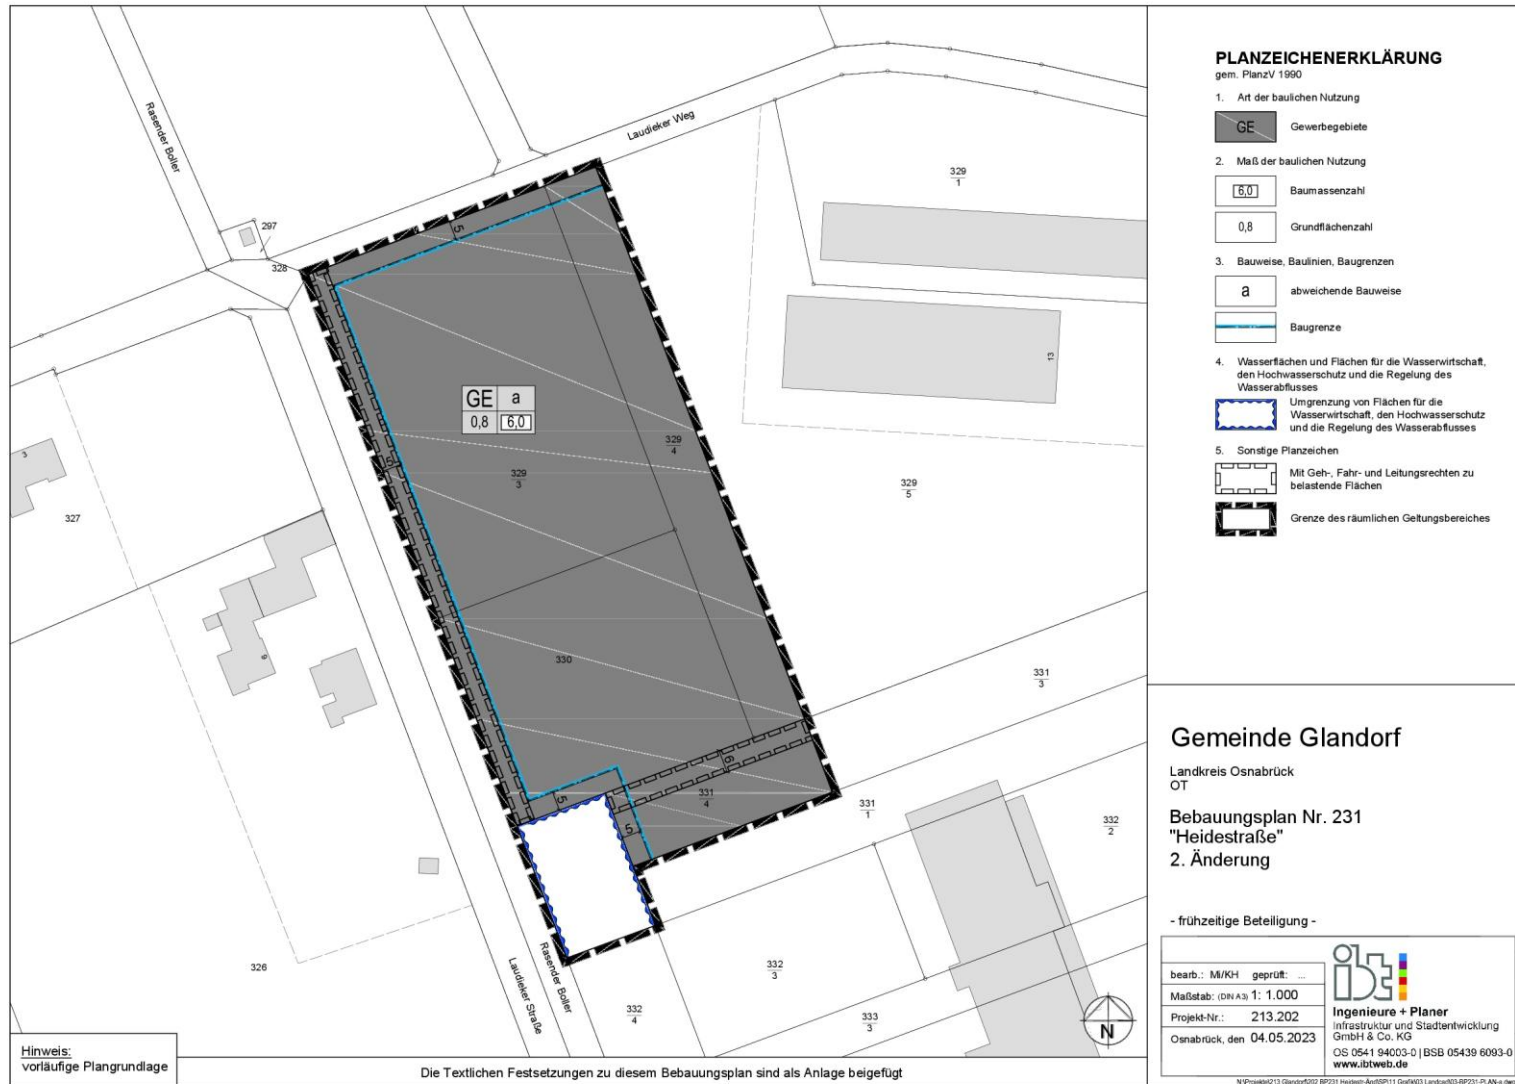 PLANZEICHENERKLÄRUNG
gem. PlanzV 1990
1. Art der baulichen Nutzung
GE Gewerbegebiete
2. Maß der baulichen Nutzung
6,0 Baumassenzahl
0,8 Grundflächenzahl
3. Bauweise, Baulinien, Baugrenzen
a abweichende Bauweise
Baugrenze
4. Wasserflächen und Flächen für die Wasserwirtschaft,
den Hochwasserschutz und die Regelung des
Wasserabflusses
Umgrenzung von Flächen für die
Wasserwirtschaft, den Hochwasserschutz
und die Regelung des Wasserabflusses
5. Sonstige Planzeichen
Mit Geh-, Fahr- und Leitungsrechten zu
belastende Flächen
Grenze des räumlichen Geltungsbereiches
Gemeinde Glandorf
Landkreis Osnabrück
OT
Bebauungsplan Nr. 231
"Heidestraße"
2. Änderung
- frühzeitige Beteiligung -
bearb.: Mi/KH geprüft: ...
Maßstab: (DIN A3) 1: 1.000
Projekt-Nr.: 213.202
Osnabrück, den 04.05.2023
ibt
Ingenieure + Planer
Infrastruktur und Stadtentwicklung
GmbH & Co. KG
OS 0541 94003-0 | BSB 05439 6093-0
www.ibtweb.de
Rasender Boller
Laudieker Weg
297
328
329
1
13
5
GE a
0,8 6,0
329
4
5
329
3
329
5
3
327
9
330
331
3
6
5
331
4
5
331
1
332
2
326
Laudieker Straße
Rasender Boller
332
3
332
4
333
3
N
Hinweis:
vorläufige Plangrundlage
Die Textlichen Festsetzungen zu diesem Bebauungsplan sind als Anlage beigefügt